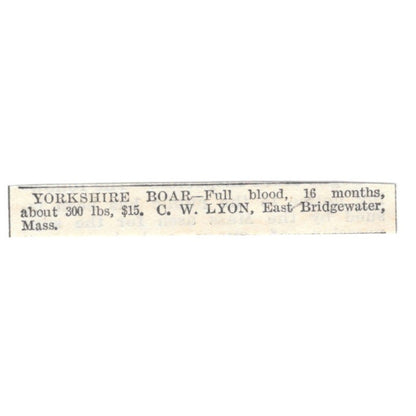 YORKSHIRE BOAR—Full blood, 16 months,
about 300 lbs, $15. C. W. LYON, East Bridgewater,
Mass.